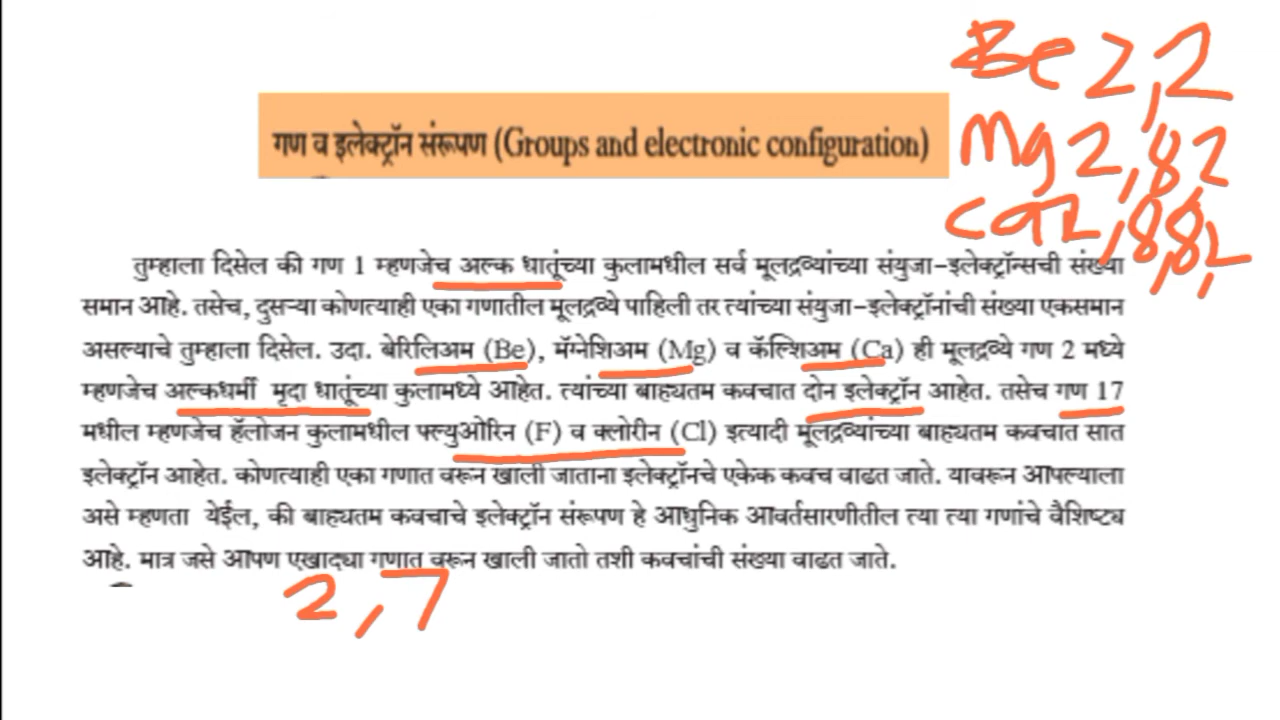 Be 2,2
गण व इलेक्ट्रॉन संरूपण (Groups and electronic configuration)
Mg 2,8,2
Ca 2,8,8,2
तुम्हाला दिसेल की गण 1 म्हणजेच अल्क धातूंच्या कुलामधील सर्व मूलद्रव्यांच्या संयुजा-इलेक्ट्रॉन्सची संख्या
समान आहे. तसेच, दुसऱ्या कोणत्याही एका गणातील मूलद्रव्ये पाहिली तर त्यांच्या संयुजा-इलेक्ट्रॉनांची संख्या एकसमान
असल्याचे तुम्हाला दिसेल. उदा. बेरिलिअम (Be), मॅग्नेशिअम (Mg) व कॅल्शिअम (Ca) ही मूलद्रव्ये गण 2 मध्ये
म्हणजेच अल्कधर्मी मृदा धातूंच्या कुलामध्ये आहेत. त्यांच्या बाह्यतम कवचात दोन इलेक्ट्रॉन आहेत. तसेच गण 17
मधील म्हणजेच हॅलोजन कुलामधील फ्ल्युओरिन (F) व क्लोरीन (Cl) इत्यादी मूलद्रव्यांच्या बाह्यतम कवचात सात
इलेक्ट्रॉन आहेत. कोणत्याही एका गणात वरून खाली जाताना इलेक्ट्रॉनचे एकेक कवच वाढत जाते. यावरून आपल्याला
असे म्हणता येईल, की बाह्यतम कवचाचे इलेक्ट्रॉन संरूपण हे आधुनिक आवर्तसारणीतील त्या त्या गणांचे वैशिष्ट्य
आहे. मात्र जसे आपण एखाद्या गणात वरून खाली जातो तशी कवचांची संख्या वाढत जाते.
2,7